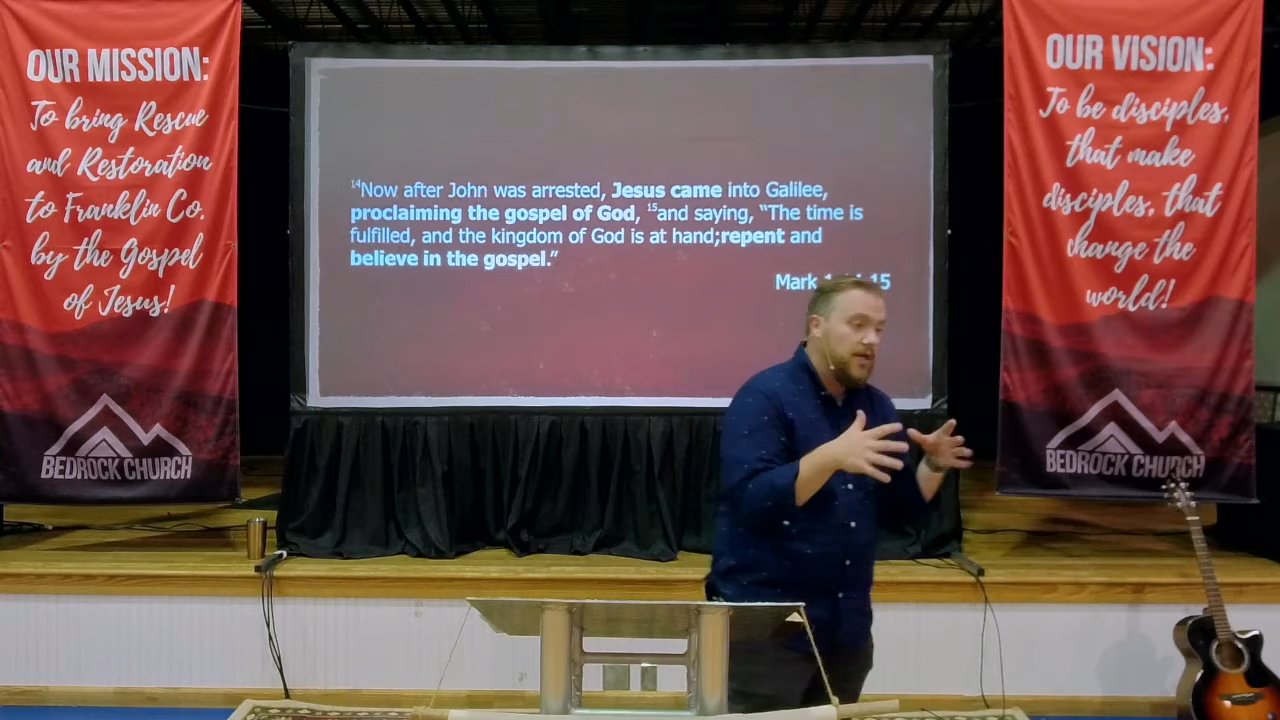 OUR MISSION:
To bring Rescue
and Restoration
to Franklin Co.
by the Gospel
of Jesus!
BEDROCK CHURCH
14Now after John was arrested, Jesus came into Galilee,
proclaiming the gospel of God, 15and saying, “The time is
fulfilled, and the kingdom of God is at hand;repent and
believe in the gospel.”
Mark 15
OUR VISION:
To be disciples,
that make
disciples, that
change the
world!
BEDROCK CHURCH